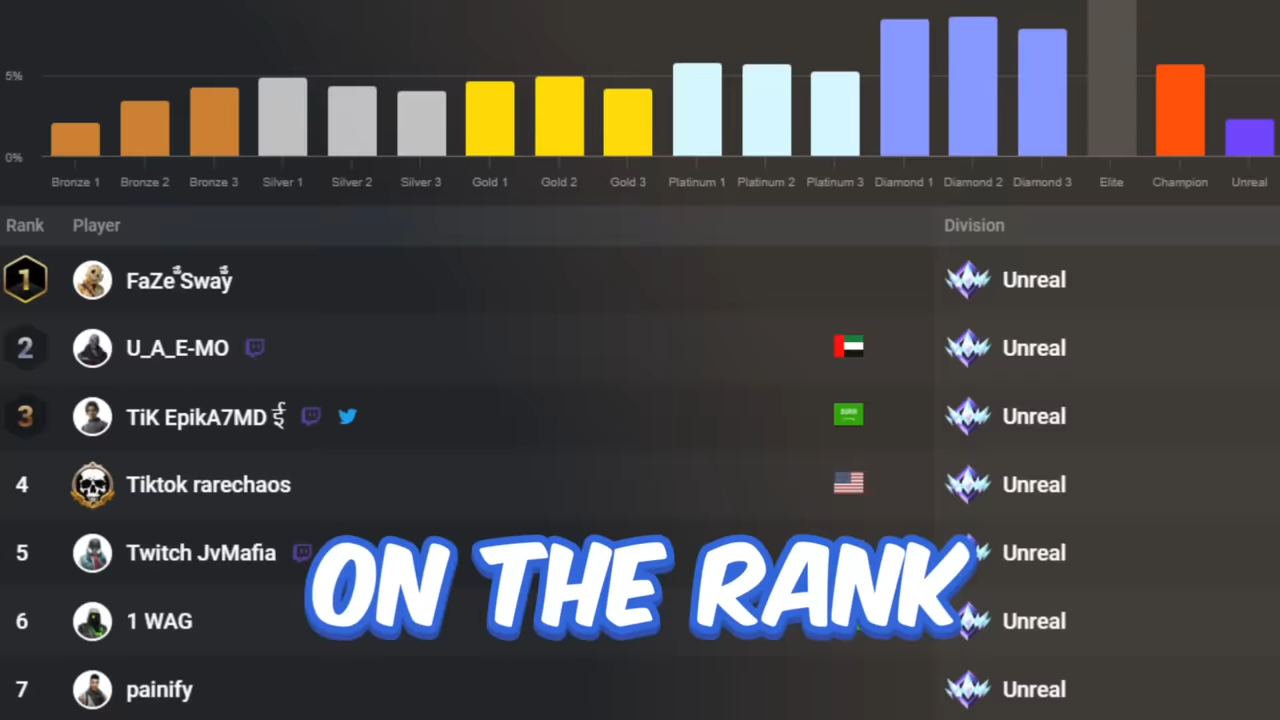 5%
0%
Bronze 1 Bronze 2 Bronze 3 Silver 1 Silver 2 Silver 3 Gold 1 Gold 2 Gold 3 Platinum 1 Platinum 2 Platinum 3 Diamond 1 Diamond 2 Diamond 3 Elite Champion Unreal
Rank Player Division
1 FaZe Sway Unreal
2 U_A_E-MO Unreal
3 TiK EpikA7MD Unreal
4 Tiktok rarechaos Unreal
5 Twitch JvMafia Unreal
ON THE RANK
6 1 WAG Unreal
7 painify Unreal